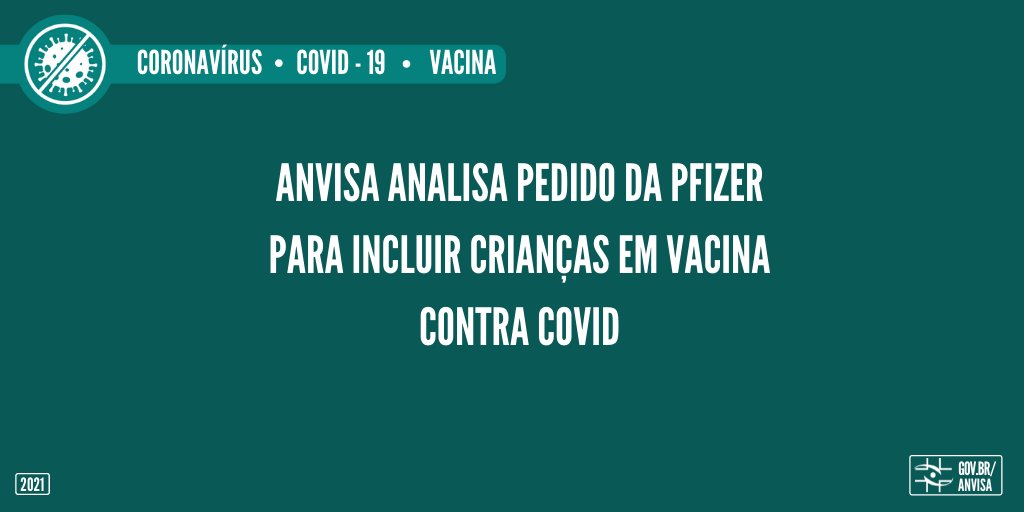 CORONAVÍRUS • COVID - 19 • VACINA
ANVISA ANALISA PEDIDO DA PFIZER
PARA INCLUIR CRIANÇAS EM VACINA
CONTRA COVID
2021
GOV.BR/
ANVISA